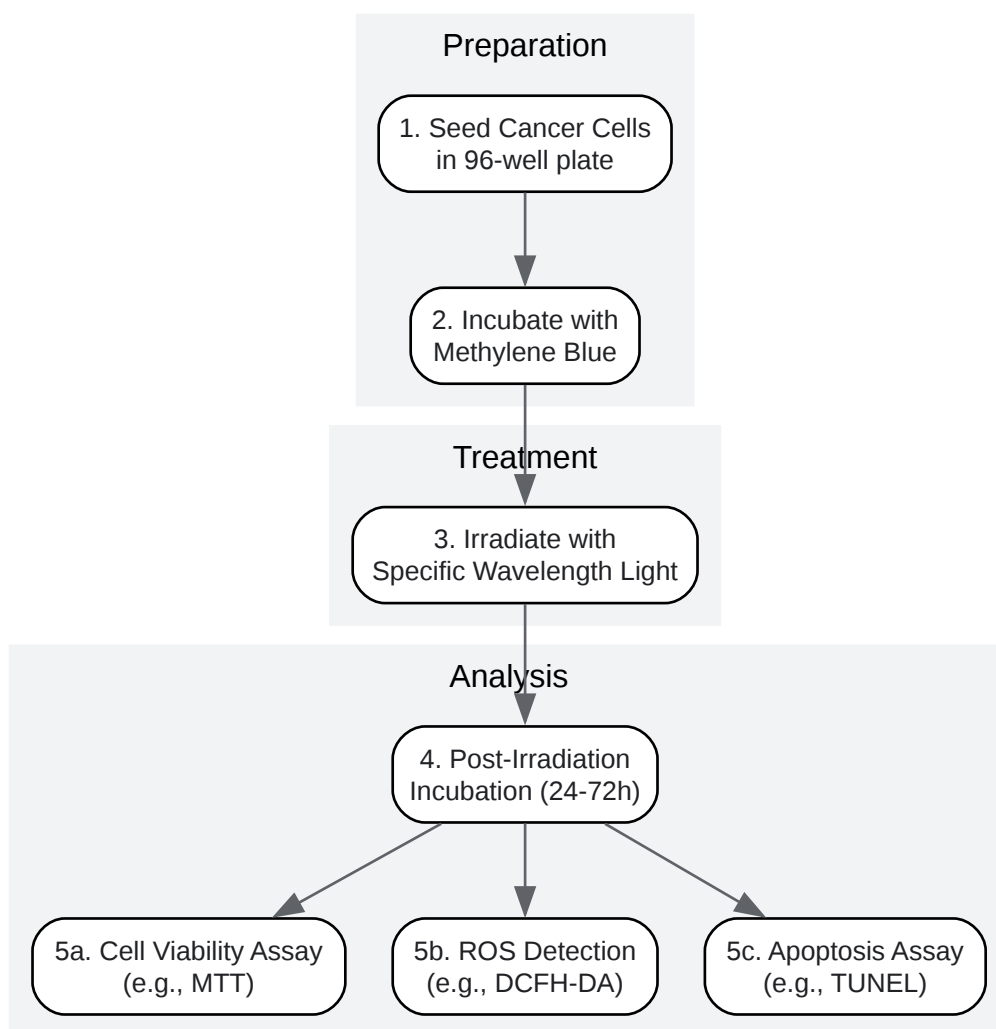 Preparation
1. Seed Cancer Cells
in 96-well plate
2. Incubate with
Methylene Blue
Treatment
3. Irradiate with
Specific Wavelength Light
Analysis
4. Post-Irradiation
Incubation (24-72h)
5a. Cell Viability Assay
(e.g., MTT)
5b. ROS Detection
(e.g., DCFH-DA)
5c. Apoptosis Assay
(e.g., TUNEL)